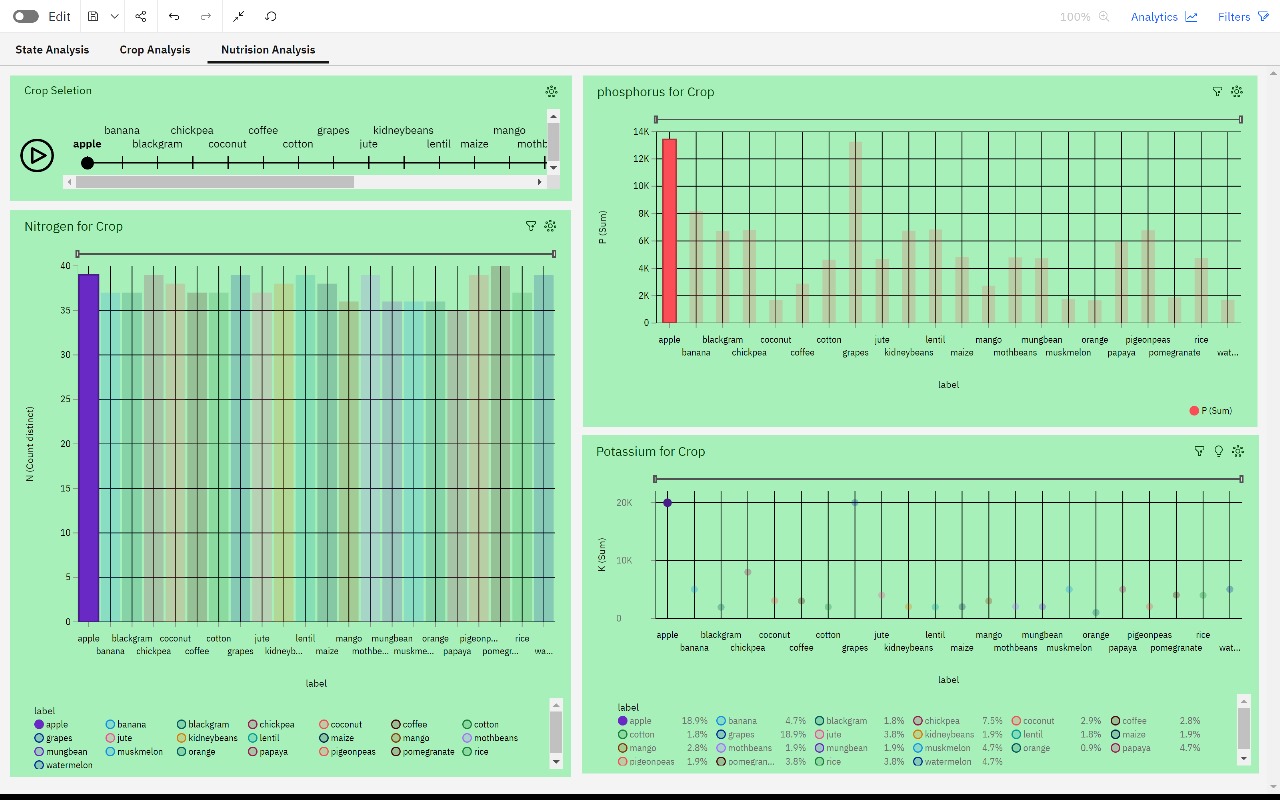 Edit
100%
Analytics
Filters
State Analysis
Crop Analysis
Nutrision Analysis
Crop Seletion
banana chickpea coffee grapes kidneybeans mango
apple blackgram coconut cotton jute lentil maize mothb
Nitrogen for Crop
N (Count distinct)
40
35
30
25
20
15
10
5
0
apple blackgram coconut cotton jute lentil mango mungbean orange pigeonp... rice
banana chickpea coffee grapes kidneyb... maize mothbe... muskme... papaya pomegr... wa...
label
label
apple banana blackgram chickpea coconut coffee cotton
grapes jute kidneybeans lentil maize mango mothbeans
mungbean muskmelon orange papaya pigeonpeas pomegranate rice
watermelon
phosphorus for Crop
P (Sum)
14K
12K
10K
8K
6K
4K
2K
0
apple blackgram coconut cotton jute lentil mango mungbean orange pigeonpeas rice
banana chickpea coffee grapes kidneybeans maize mothbeans muskmelon papaya pomegranate wat...
label
P (Sum)
Potassium for Crop
K (Sum)
20K
10K
0
apple blackgram coconut cotton jute lentil mango mungbean orange pigeonpeas rice
banana chickpea coffee grapes kidneybeans maize mothbeans muskmelon papaya pomegranate wat...
label
label
apple 18.9% banana 4.7% blackgram 1.8% chickpea 7.5% coconut 2.9% coffee 2.8%
cotton 1.8% grapes 18.9% jute 3.8% kidneybeans 1.9% lentil 1.8% maize 1.9%
mango 2.8% mothbeans 1.9% mungbean 1.9% muskmelon 4.7% orange 0.9% papaya 4.7%
pigeonpeas 1.9% pomegran... 3.8% rice 3.8% watermelon 4.7%